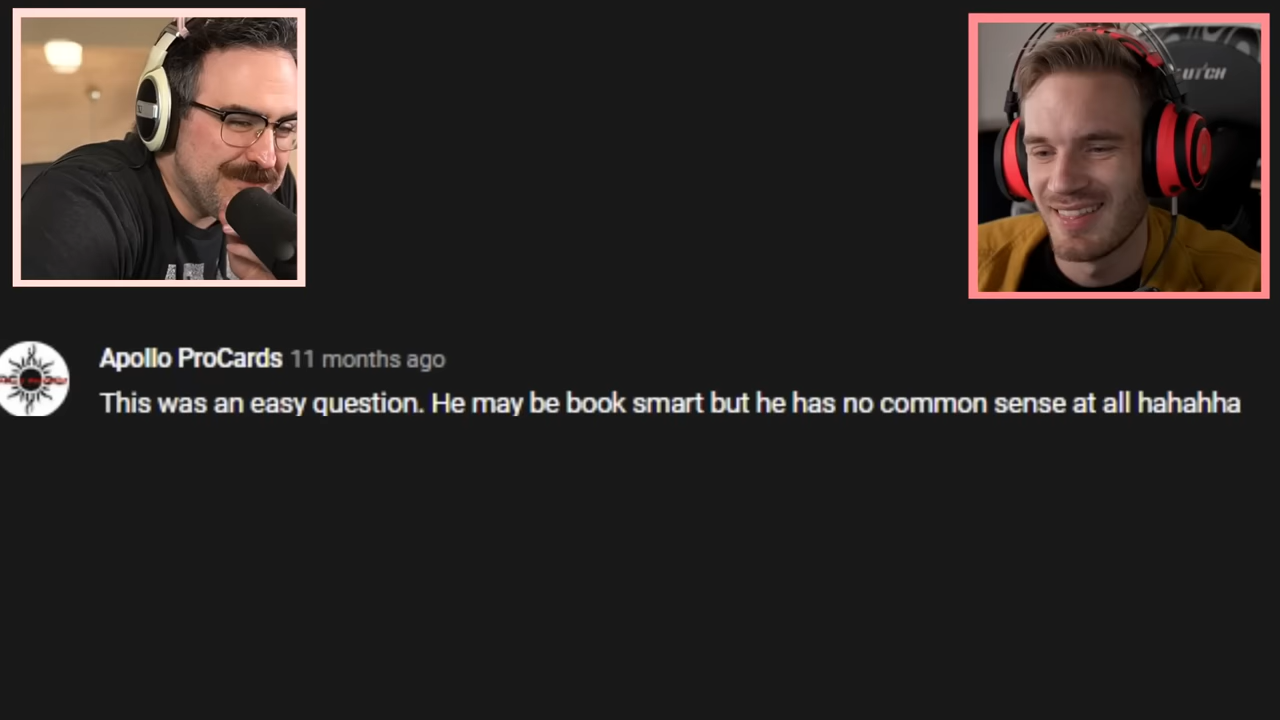 CLUTCH
Apollo ProCards 11 months ago
This was an easy question. He may be book smart but he has no common sense at all hahahha